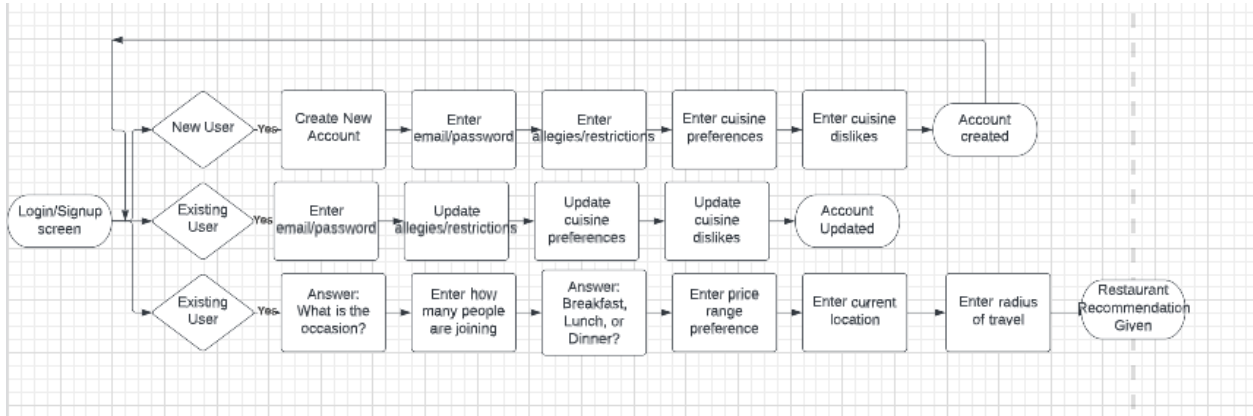 New User
Yes
Create New
Account
Enter
email/password
Enter
allegies/restrictions
Enter cuisine
preferences
Enter cuisine
dislikes
Account
created
Login/Signup
screen
Existing
User
Yes
Enter
email/password
Update
allegies/restrictions
Update
cuisine
preferences
Update
cuisine
dislikes
Account
Updated
Existing
User
Yes
Answer:
What is the
occasion?
Enter how
many people
are joining
Answer:
Breakfast,
Lunch, or
Dinner?
Enter price
range
preference
Enter current
location
Enter radius
of travel
Restaurant
Recommendation
Given